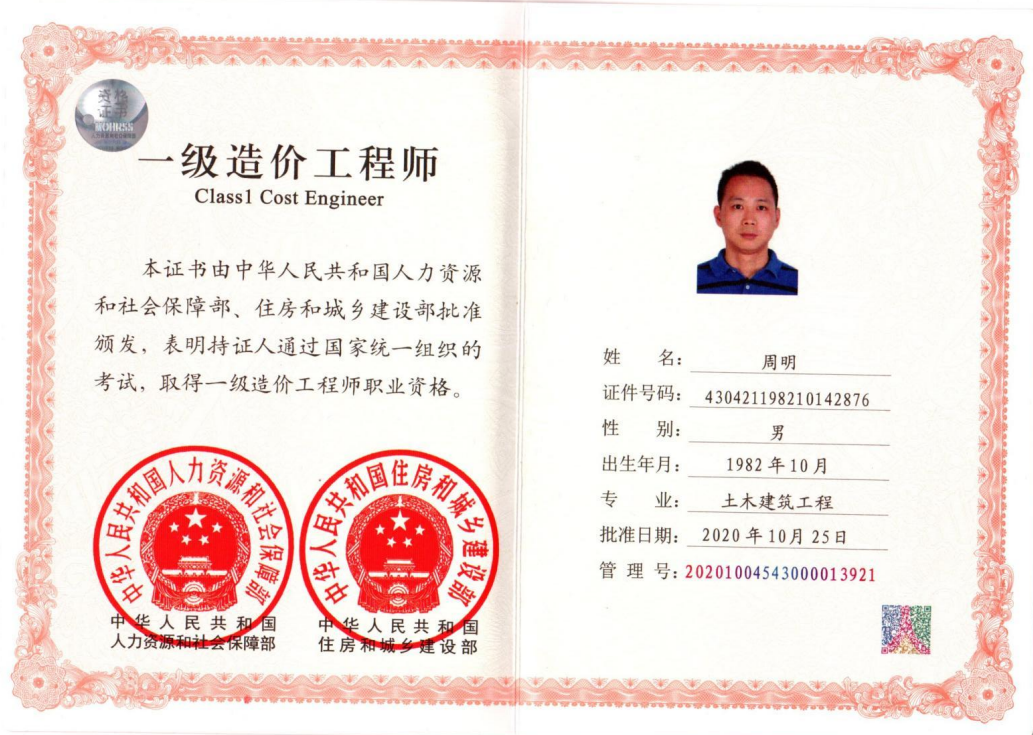 资格
证书
MOHRSS
一级造价工程师
Class1 Cost Engineer
本证书由中华人民共和国人力资源
和社会保障部、住房和城乡建设部批准
颁发，表明持证人通过国家统一组织的
考试，取得一级造价工程师职业资格。
中华人民共和国人力资源和社会保障部
中华人民共和国住房和城乡建设部
中华人民共和国
人力资源和社会保障部
中华人民共和国
住房和城乡建设部
姓 名： 周明
证件号码： 430421198210142876
性 别： 男
出生年月： 1982年10月
专 业： 土木建筑工程
批准日期： 2020年10月25日
管 理 号：20201004543000013921